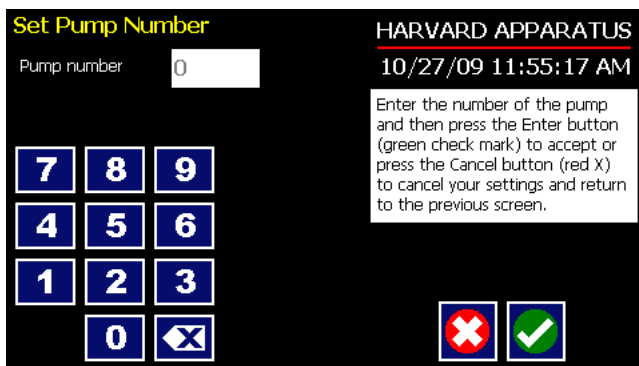 Set Pump Number
Pump number 0
HARVARD APPARATUS
10/27/09 11:55:17 AM
Enter the number of the pump
and then press the Enter button
(green check mark) to accept or
press the Cancel button (red X)
to cancel your settings and return
to the previous screen.
7 8 9
4 5 6
1 2 3
0